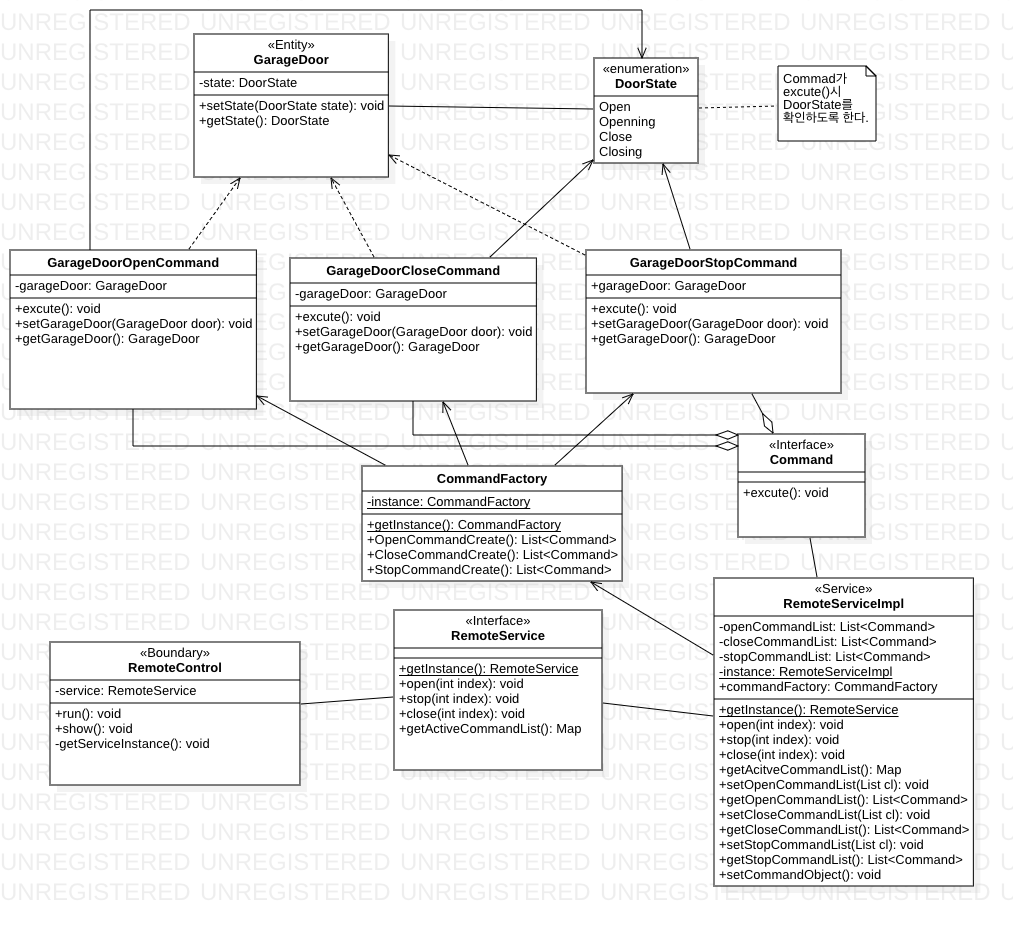 «Entity»
GarageDoor
-state: DoorState
+setState(DoorState state): void
+getState(): DoorState
«enumeration»
DoorState
Open
Openning
Close
Closing
Commad가
excute()시
DoorState를
확인하도록 한다.
GarageDoorOpenCommand
-garageDoor: GarageDoor
+excute(): void
+setGarageDoor(GarageDoor door): void
+getGarageDoor(): GarageDoor
GarageDoorCloseCommand
-garageDoor: GarageDoor
+excute(): void
+setGarageDoor(GarageDoor door): void
+getGarageDoor(): GarageDoor
GarageDoorStopCommand
+garageDoor: GarageDoor
+excute(): void
+setGarageDoor(GarageDoor door): void
+getGarageDoor(): GarageDoor
«Interface»
Command
+excute(): void
CommandFactory
-instance: CommandFactory
+getInstance(): CommandFactory
+OpenCommandCreate(): List<Command>
+CloseCommandCreate(): List<Command>
+StopCommandCreate(): List<Command>
«Service»
RemoteServiceImpl
-openCommandList: List<Command>
-closeCommandList: List<Command>
-stopCommandList: List<Command>
-instance: RemoteServiceImpl
+commandFactory: CommandFactory
+getInstance(): RemoteService
+open(int index): void
+stop(int index): void
+close(int index): void
+getAcitveCommandList(): Map
+setOpenCommandList(List cl): void
+getOpenCommandList(): List<Command>
+setCloseCommandList(List cl): void
+getCloseCommandList(): List<Command>
+setStopCommandList(List cl): void
+getStopCommandList(): List<Command>
+setCommandObject(): void
«Interface»
RemoteService
+getInstance(): RemoteService
+open(int index): void
+stop(int index): void
+close(int index): void
+getActiveCommandList(): Map
«Boundary»
RemoteControl
-service: RemoteService
+run(): void
+show(): void
-getServiceInstance(): void
UNREGISTERED